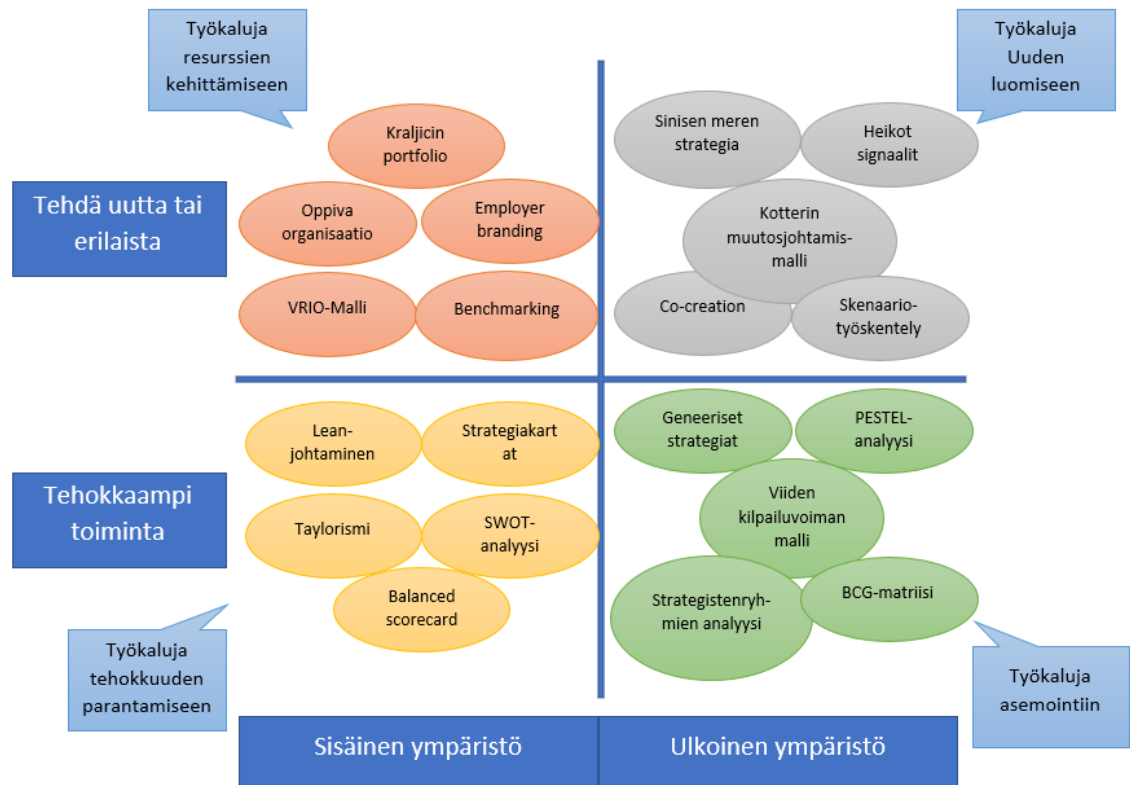 Työkaluja
resurssien
kehittämiseen
Työkaluja
Uuden
luomiseen
Tehdä uutta tai
erilaista
Kraljicin
portfolio
Oppiva
organisaatio
Employer
branding
VRIO-Malli
Benchmarking
Sinisen meren
strategia
Heikot
signaalit
Kotterin
muutosjohtamis-
malli
Co-creation
Skenaario-
työskentely
Tehokkaampi
toiminta
Lean-
johtaminen
Strategiakart
at
Taylorismi
SWOT-
analyysi
Balanced
scorecard
Geneeriset
strategiat
PESTEL-
analyysi
Viiden
kilpailuvoiman
malli
Strategistenryh-
mien analyysi
BCG-matriisi
Työkaluja
tehokkuuden
parantamiseen
Työkaluja
asemointiin
Sisäinen ympäristö
Ulkoinen ympäristö